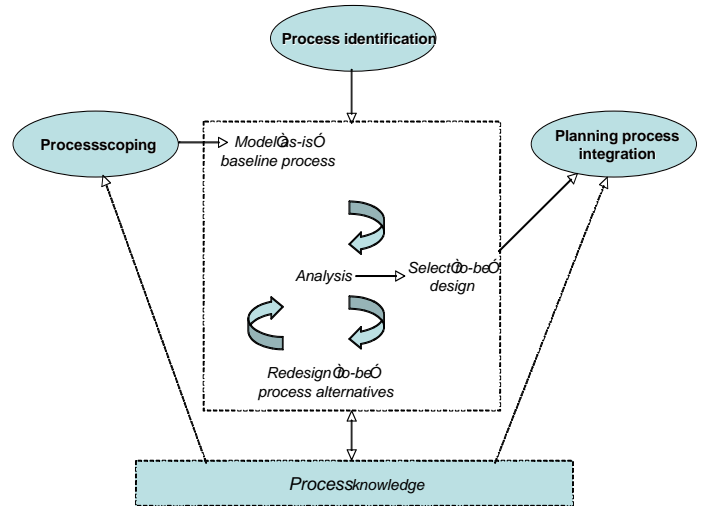 Process identification
Processscoping
ModelÒas-isÓ
baseline process
Planning process
integration
Analysis
SelectÒto-beÓ
design
RedesignÒto-beÓ
process alternatives
Processknowledge